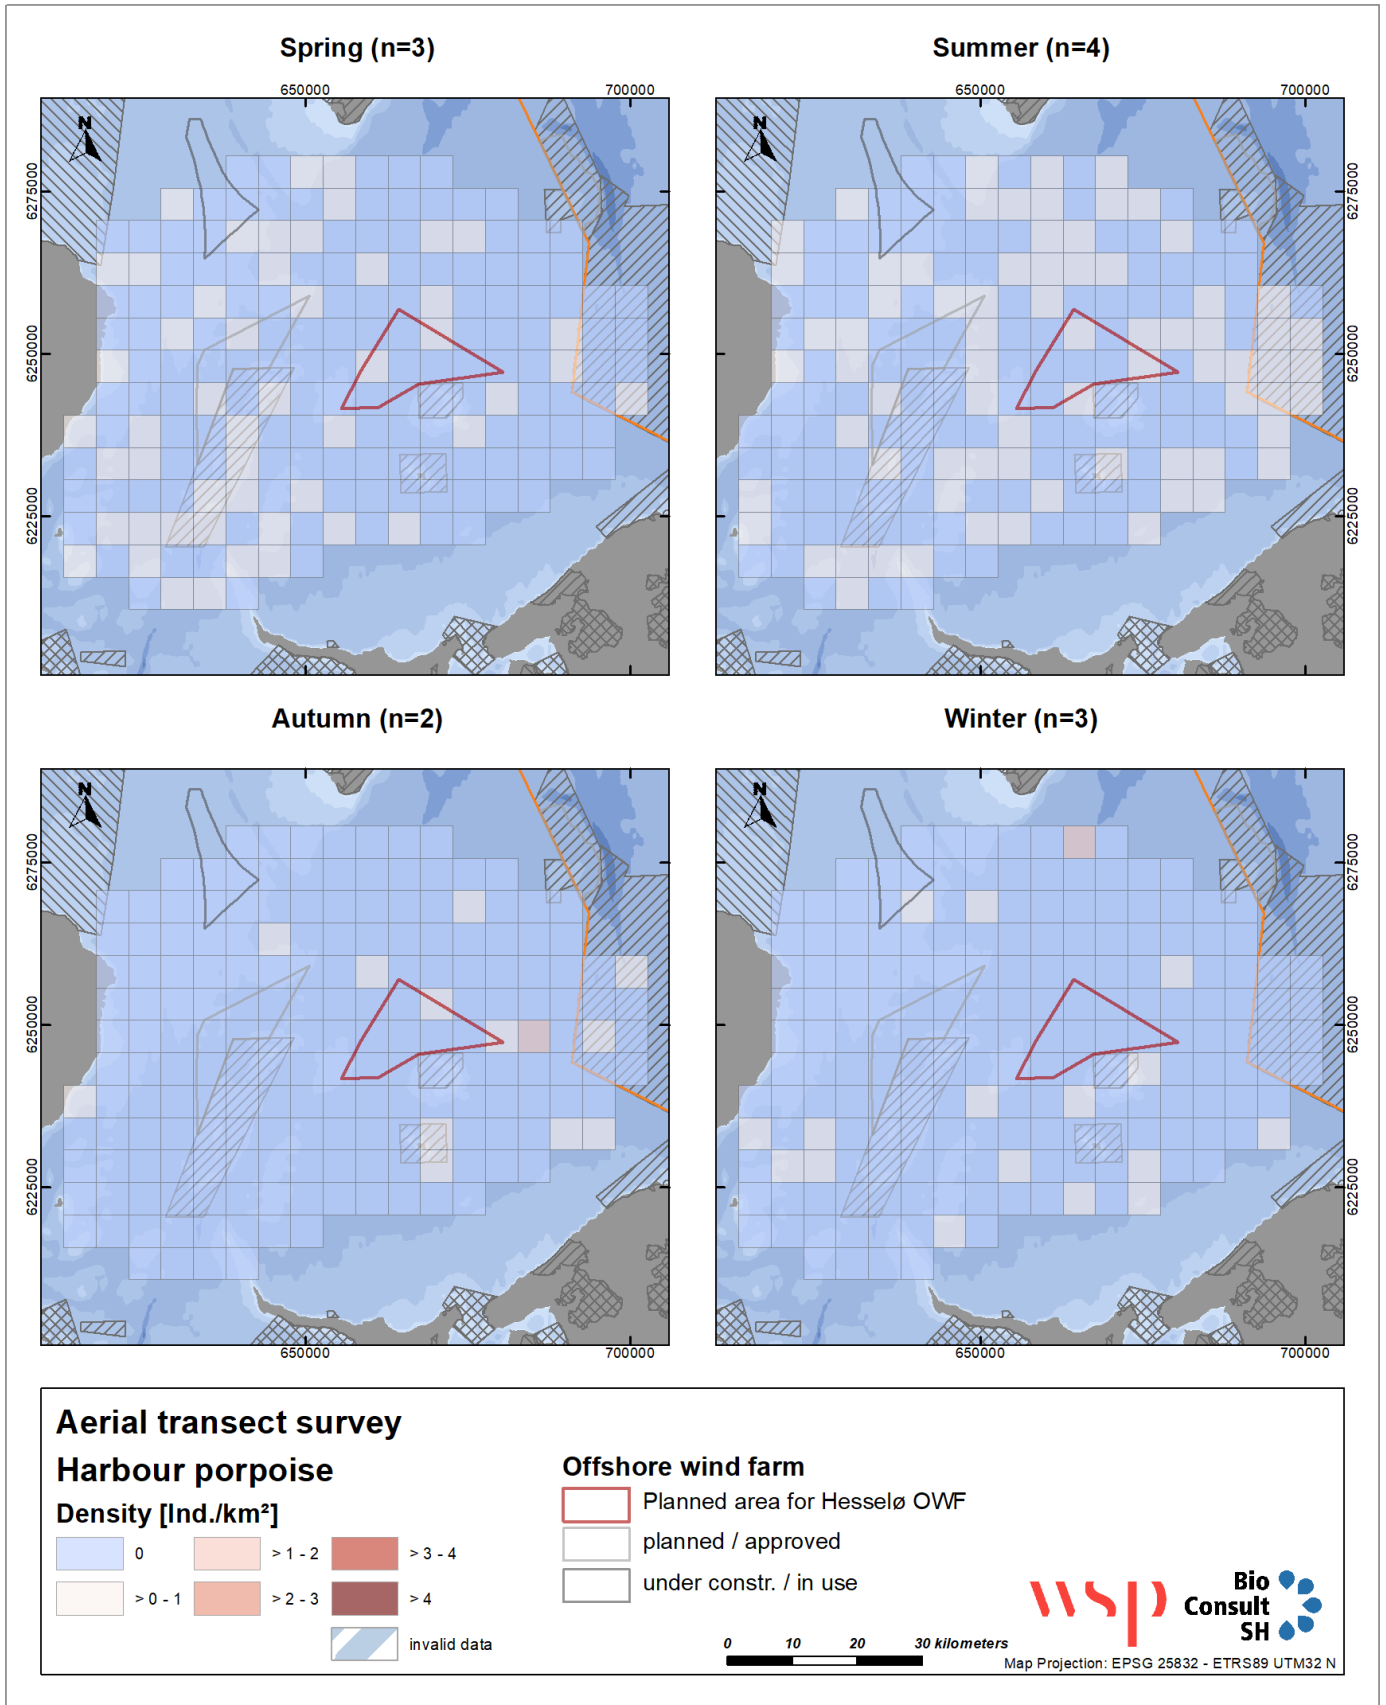 Spring (n=3)
Summer (n=4)
650000
700000
650000
700000
N
N
6275000
6275000
6250000
6250000
6225000
6225000
Autumn (n=2)
Winter (n=3)
N
N
6275000
6275000
6250000
6250000
6225000
6225000
650000
700000
650000
700000
Aerial transect survey
Harbour porpoise
Density [Ind./km²]
0
> 1 - 2
> 3 - 4
> 0 - 1
> 2 - 3
> 4
invalid data
Offshore wind farm
Planned area for Hesselø OWF
planned / approved
under constr. / in use
0 10 20 30 kilometers
wsp
Bio
Consult
SH
Map Projection: EPSG 25832 - ETRS89 UTM32 N